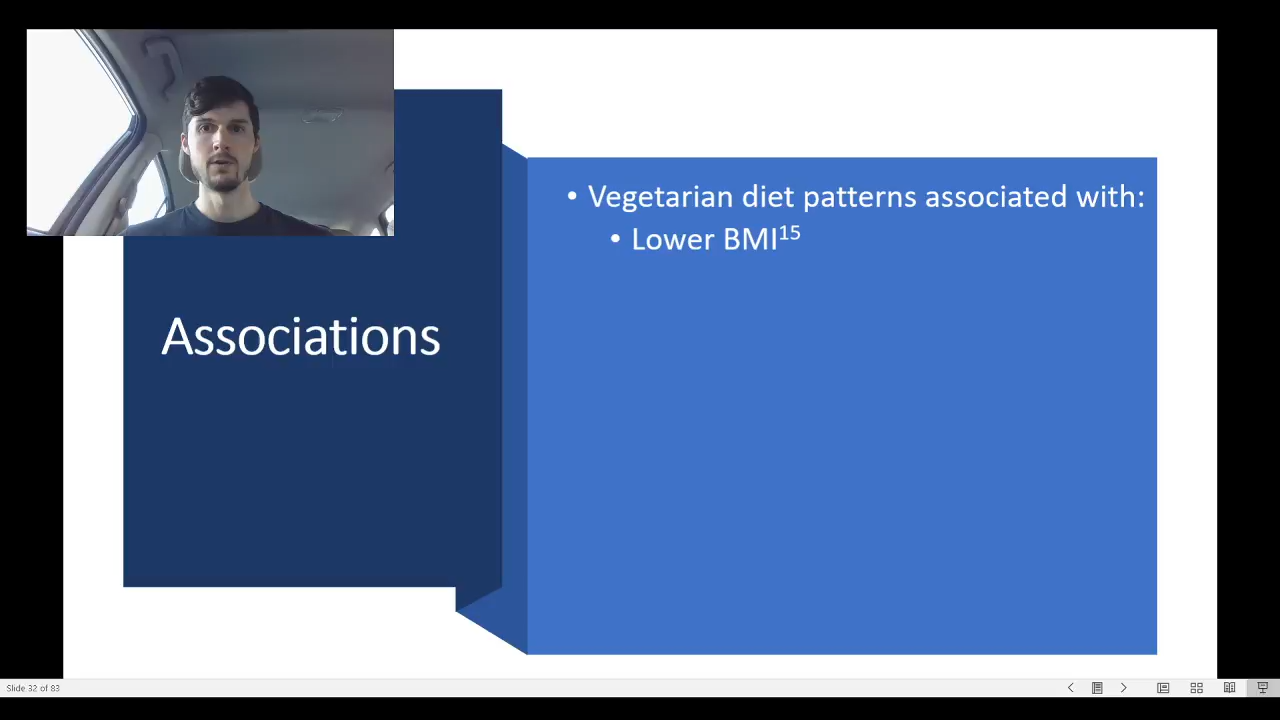 Associations
• Vegetarian diet patterns associated with:
• Lower BMI¹⁵
Slide 32 of 83